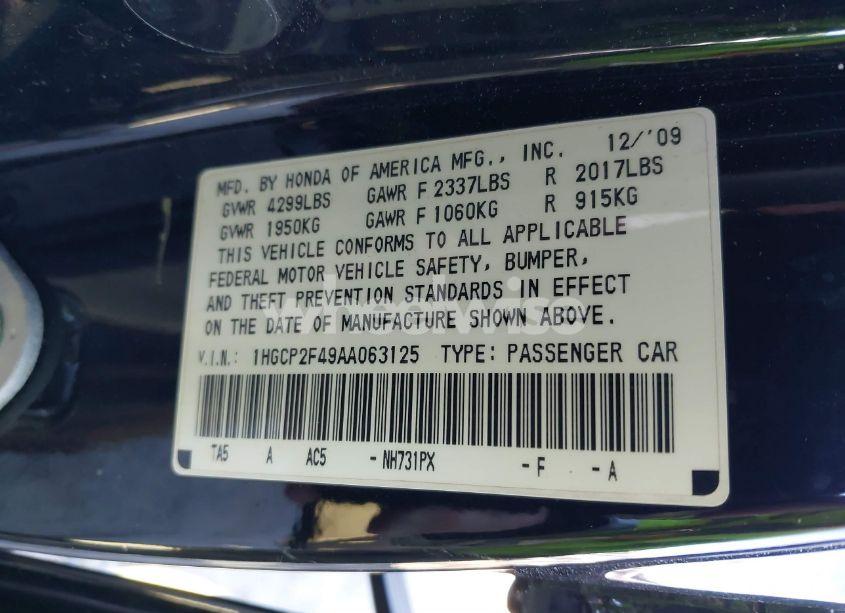 MFD. BY HONDA OF AMERICA MFG., INC. 12/'09
GVWR 4299LBS GAWR F 2337LBS R 2017LBS
GVWR 1950KG GAWR F 1060KG R 915KG
THIS VEHICLE CONFORMS TO ALL APPLICABLE
FEDERAL MOTOR VEHICLE SAFETY, BUMPER,
AND THEFT PREVENTION STANDARDS IN EFFECT
ON THE DATE OF MANUFACTURE SHOWN ABOVE.
V.I.N.: 1HGCP2F49AA063125 TYPE: PASSENGER CAR
TA5 A AC5 -NH731PX -F -A